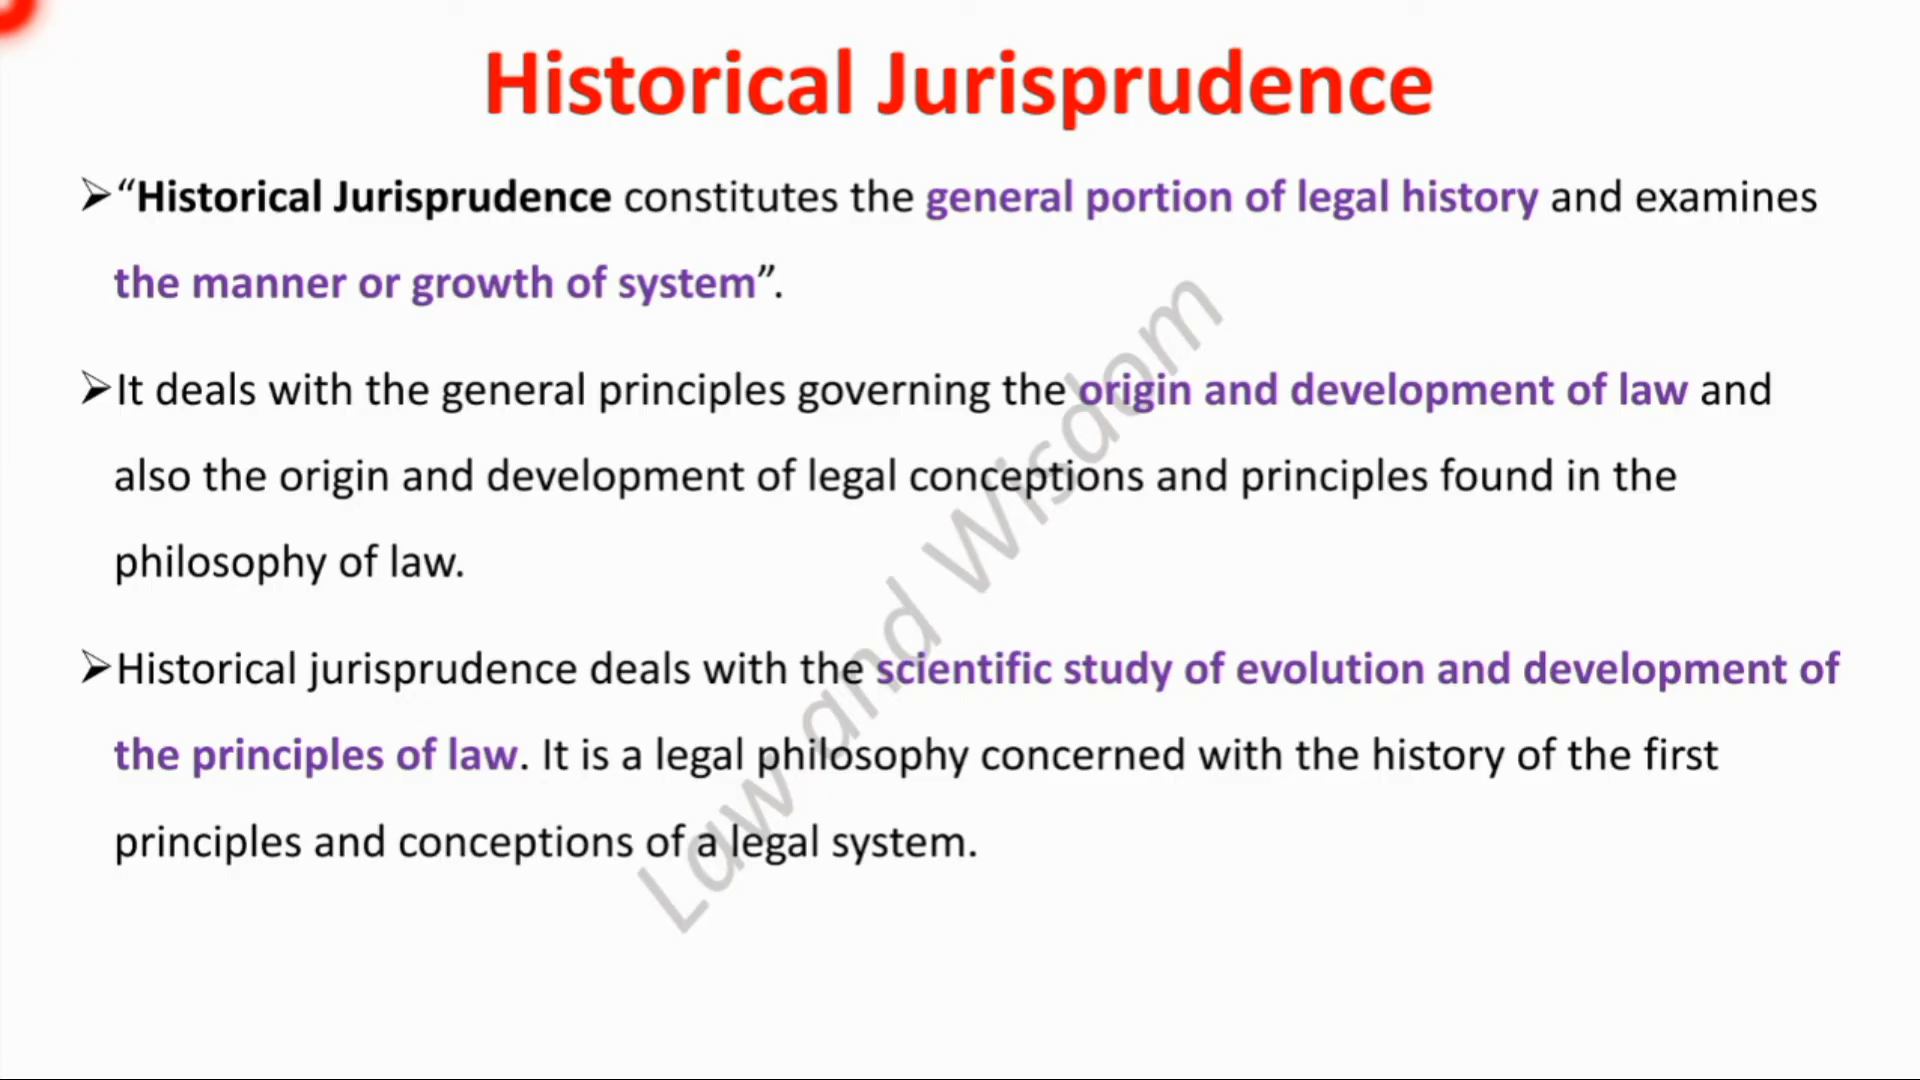 Historical Jurisprudence
➢“Historical Jurisprudence constitutes the general portion of legal history and examines
the manner or growth of system”.
➢It deals with the general principles governing the origin and development of law and
also the origin and development of legal conceptions and principles found in the
philosophy of law.
➢Historical jurisprudence deals with the scientific study of evolution and development of
the principles of law. It is a legal philosophy concerned with the history of the first
principles and conceptions of a legal system.
Law and Wisdom